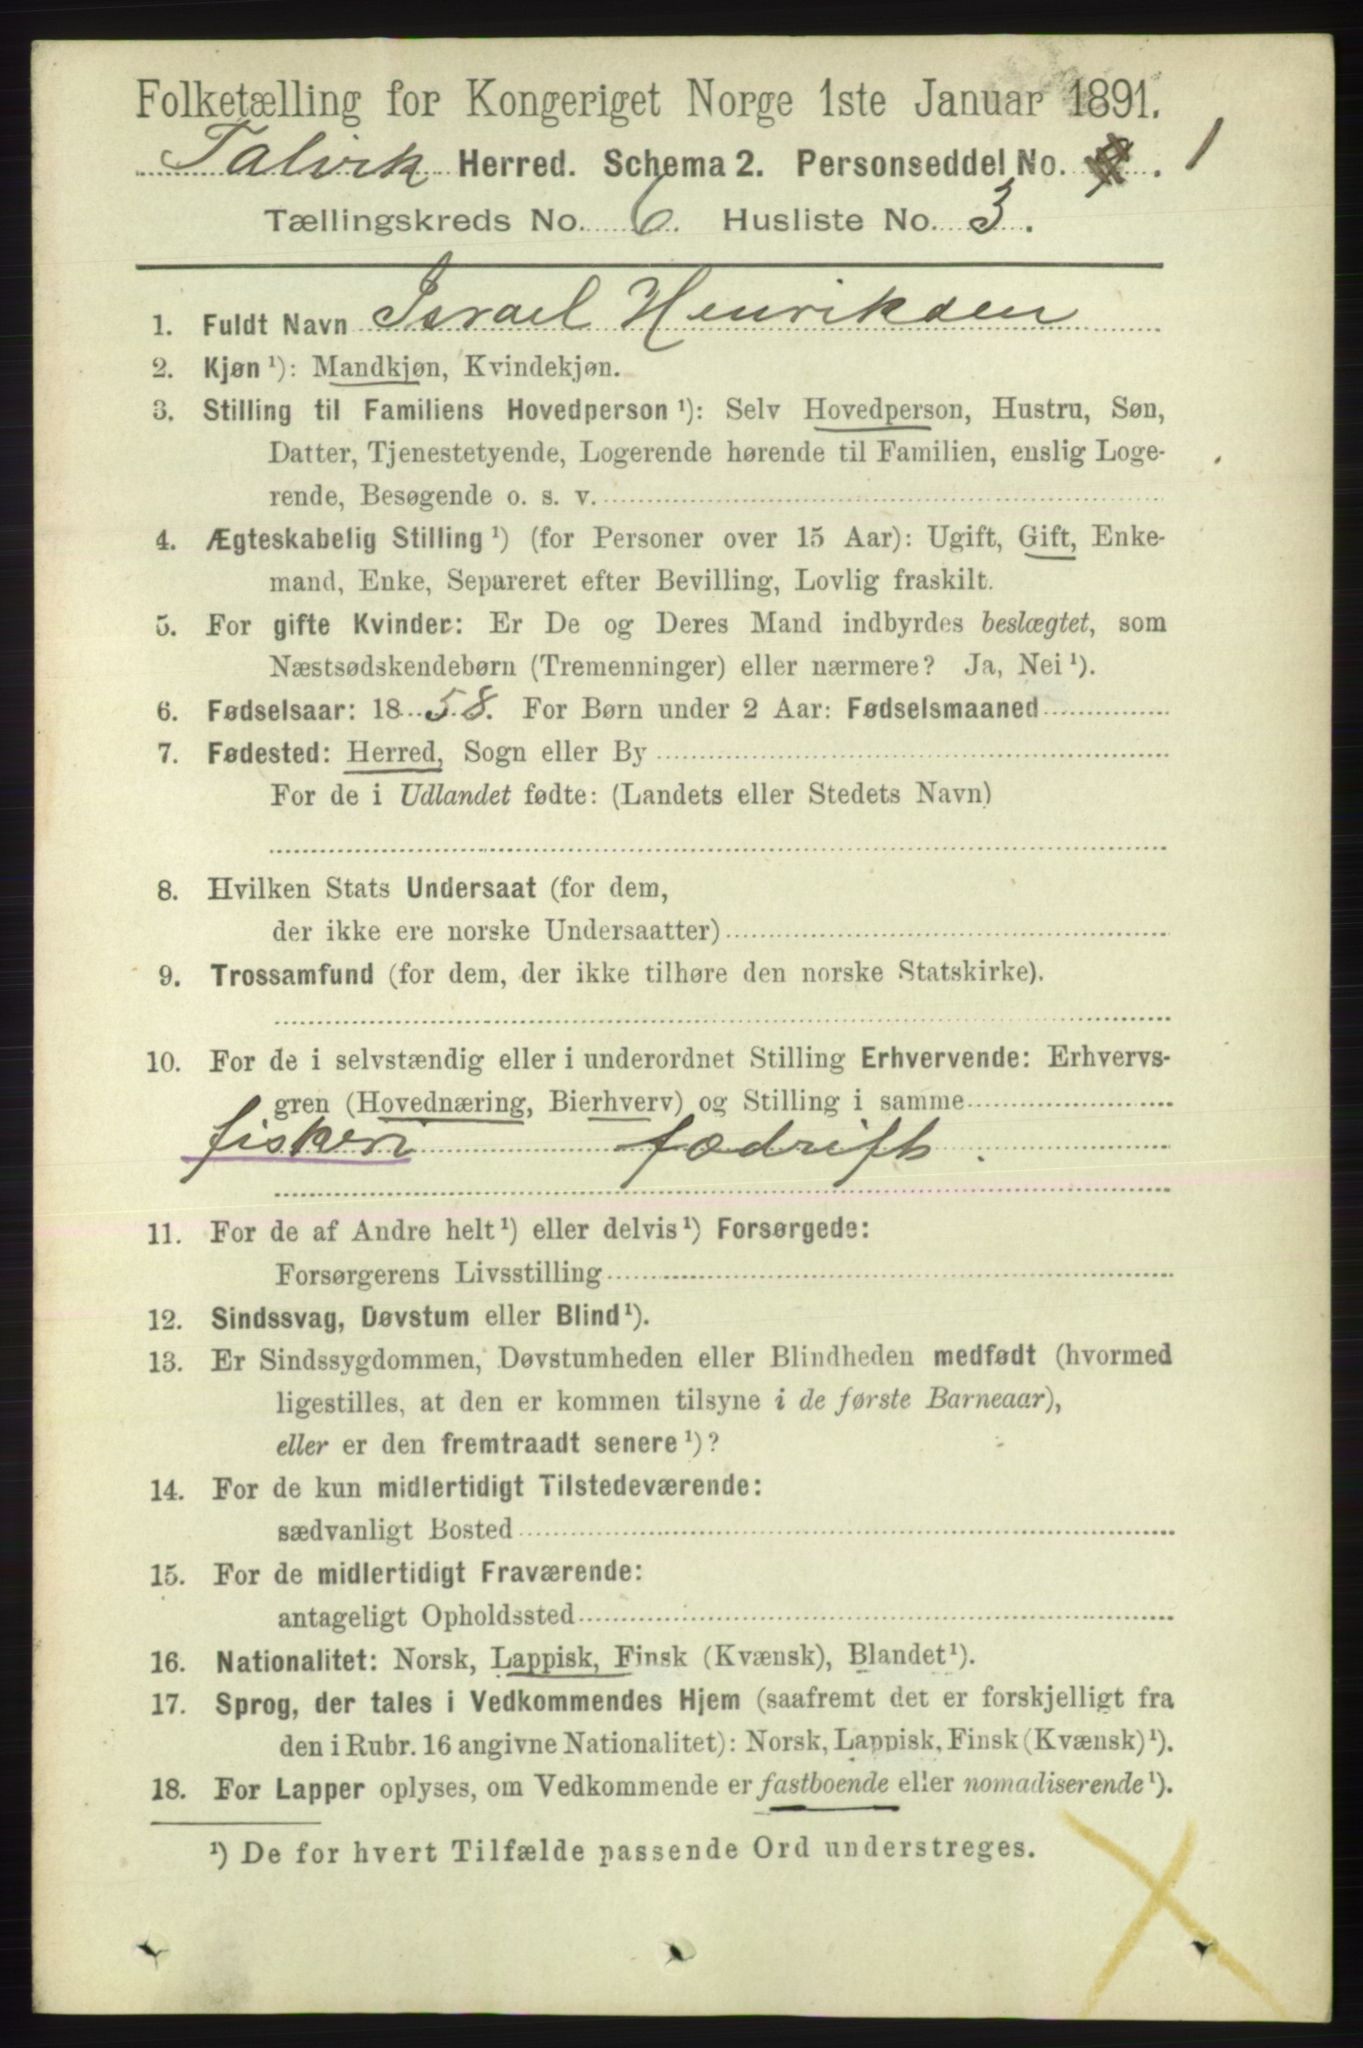 Folketælling for Kongeriget Norge 1ste Januar 1891.
Talvik Herred. Schema 2. Personseddel No. . 1
Tællingskreds No. 6. Husliste No. 3.
1. Fuldt Navn Israel Henriksen
2. Kjøn ¹): Mandkjøn, Kvindekjøn.
3. Stilling til Familiens Hovedperson ¹): Selv Hovedperson, Hustru, Søn,
Datter, Tjenestetyende, Logerende hørende til Familien, enslig Loge-
rende, Besøgende o. s. v.
4. Ægteskabelig Stilling ¹) (for Personer over 15 Aar): Ugift, Gift, Enke-
mand, Enke, Separeret efter Bevilling, Lovlig fraskilt.
5. For gifte Kvinder: Er De og Deres Mand indbyrdes beslægtet, som
Næstsødskendebørn (Tremenninger) eller nærmere? Ja, Nei ¹).
6. Fødselsaar: 1858. For Børn under 2 Aar: Fødselsmaaned
7. Fødested: Herred, Sogn eller By
For de i Udlandet fødte: (Landets eller Stedets Navn)
8. Hvilken Stats Undersaat (for dem,
der ikke ere norske Undersaatter)
9. Trossamfund (for dem, der ikke tilhøre den norske Statskirke).
10. For de i selvstændig eller i underordnet Stilling Erhvervende: Erhvervs-
gren (Hovednæring, Bierhverv) og Stilling i samme
fiskeri fædrift.
11. For de af Andre helt ¹) eller delvis ¹) Forsørgede:
Forsørgerens Livsstilling
12. Sindssvag, Døvstum eller Blind ¹).
13. Er Sindssygdommen, Døvstumheden eller Blindheden medfødt (hvormed
ligestilles, at den er kommen tilsyne i de første Barneaar),
eller er den fremtraadt senere ¹)?
14. For de kun midlertidigt Tilstedeværende:
sædvanligt Bosted
15. For de midlertidigt Fraværende:
antageligt Opholdssted
16. Nationalitet: Norsk, Lappisk, Finsk (Kvænsk), Blandet ¹).
17. Sprog, der tales i Vedkommendes Hjem (saafremt det er forskjelligt fra
den i Rubr. 16 angivne Nationalitet): Norsk, Lappisk, Finsk (Kvænsk) ¹).
18. For Lapper oplyses, om Vedkommende er fastboende eller nomadiserende ¹).
¹) De for hvert Tilfælde passende Ord understreges.